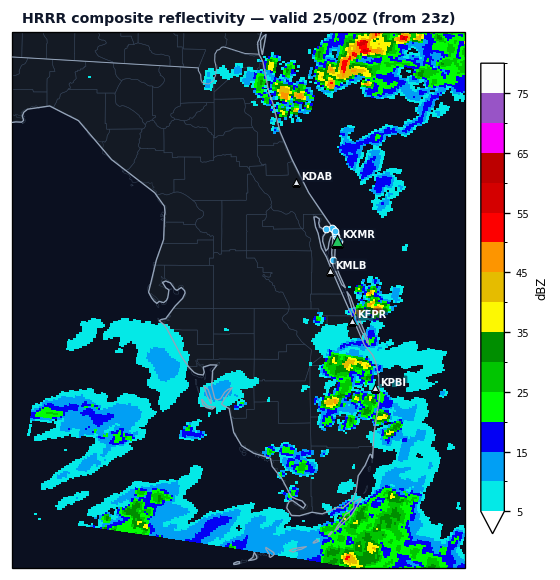 HRRR composite reflectivity — valid 25/00Z (from 23z)
KDAB
KXMR
KMLB
KFPR
KPBI
75
65
55
45
35
25
15
5
dBZ